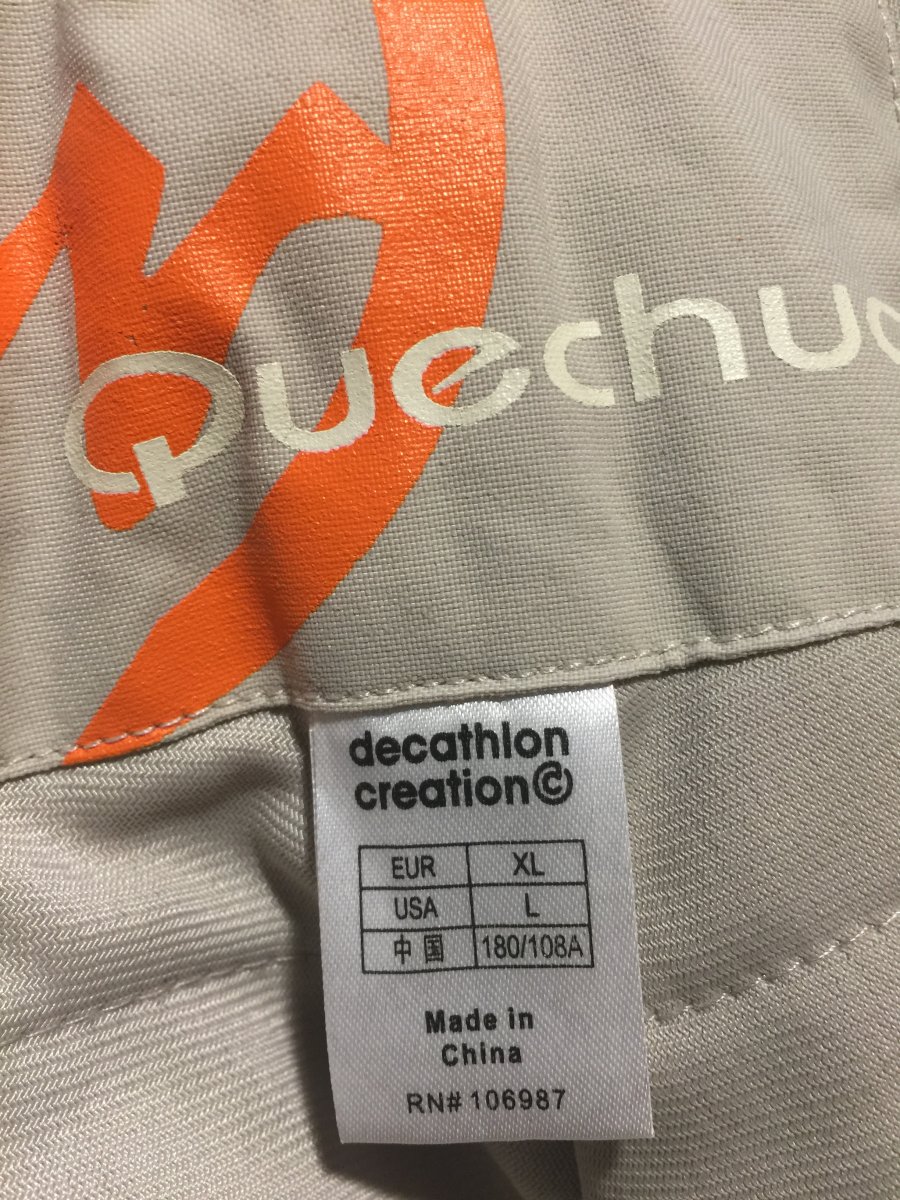 Quechua
decathlon
creation©
EUR XL
USA L
中国 180/108A
Made in
China
RN# 106987